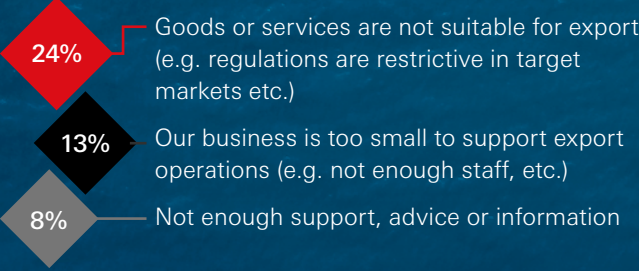 24%
Goods or services are not suitable for export
(e.g. regulations are restrictive in target
markets etc.)
13%
Our business is too small to support export
operations (e.g. not enough staff, etc.)
8%
Not enough support, advice or information